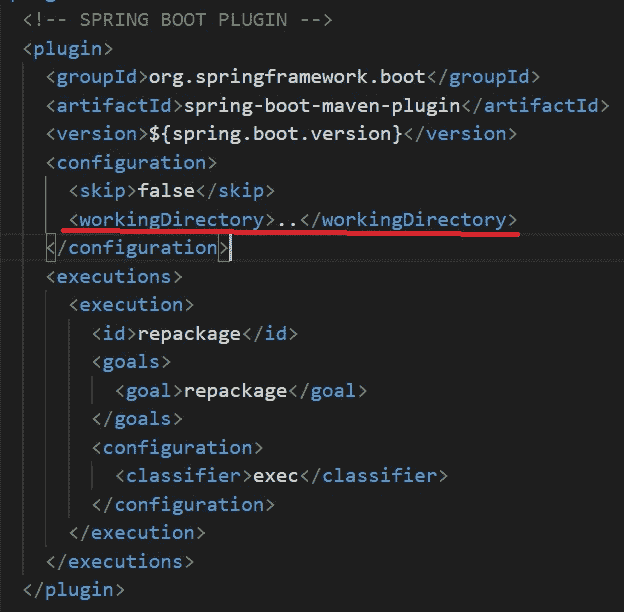 <!-- SPRING BOOT PLUGIN -->
<plugin>
<groupId>org.springframework.boot</groupId>
<artifactId>spring-boot-maven-plugin</artifactId>
<version>${spring.boot.version}</version>
<configuration>
<skip>false</skip>
<workingDirectory>..</workingDirectory>
</configuration>
<executions>
<execution>
<id>repackage</id>
<goals>
<goal>repackage</goal>
</goals>
<configuration>
<classifier>exec</classifier>
</configuration>
</execution>
</executions>
</plugin>